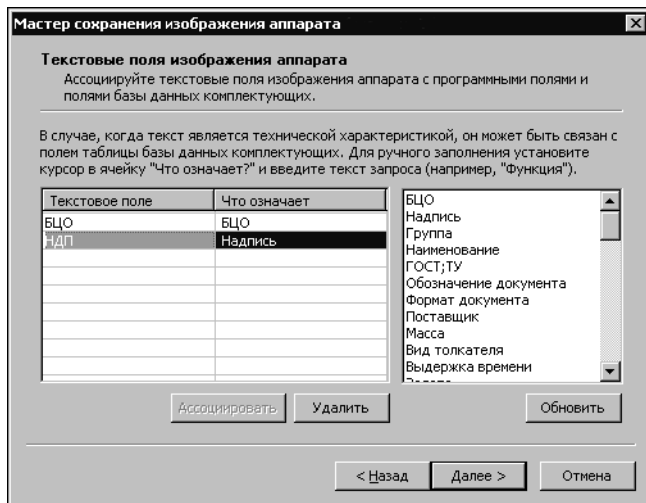 Мастер сохранения изображения аппарата
Текстовые поля изображения аппарата
Ассоциируйте текстовые поля изображения аппарата с программными полями и
полями базы данных комплектующих.
В случае, когда текст является технической характеристикой, он может быть связан с
полем таблицы базы данных комплектующих. Для ручного заполнения установите
курсор в ячейку "Что означает?" и введите текст запроса (например, "Функция").
Текстовое поле Что означает
БЦО БЦО
НДП Надпись
БЦО
Надпись
Группа
Наименование
ГОСТ;ТУ
Обозначение документа
Формат документа
Поставщик
Масса
Вид толкателя
Выдержка времени
Ассоциировать Удалить Обновить
< Назад Далее > Отмена